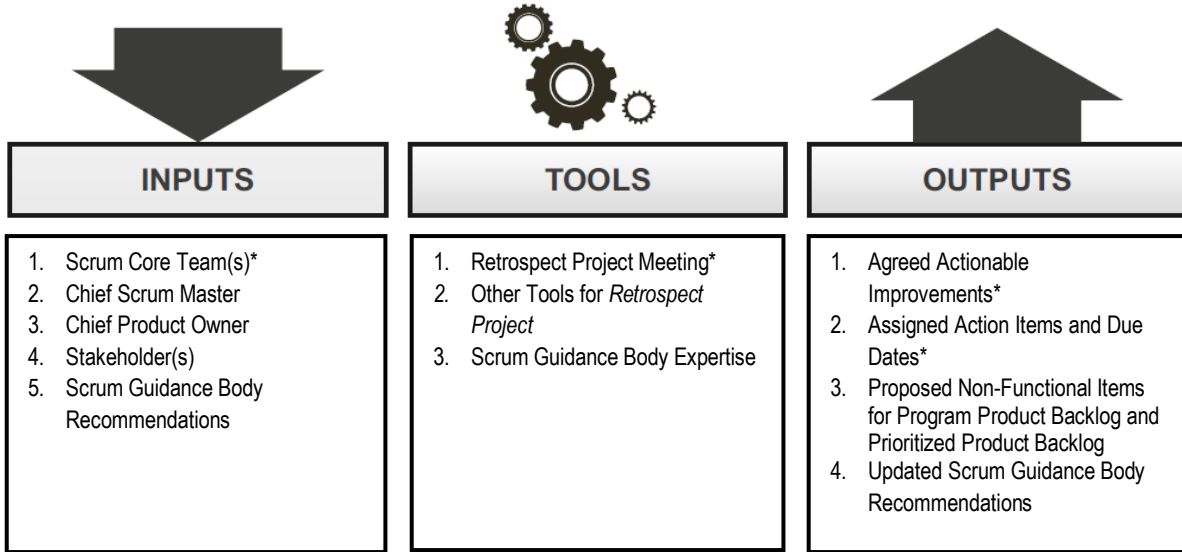 INPUTS
1. Scrum Core Team(s)*
2. Chief Scrum Master
3. Chief Product Owner
4. Stakeholder(s)
5. Scrum Guidance Body
Recommendations
TOOLS
1. Retrospect Project Meeting*
2. Other Tools for Retrospect
Project
3. Scrum Guidance Body Expertise
OUTPUTS
1. Agreed Actionable
Improvements*
2. Assigned Action Items and Due
Dates*
3. Proposed Non-Functional Items
for Program Product Backlog and
Prioritized Product Backlog
4. Updated Scrum Guidance Body
Recommendations